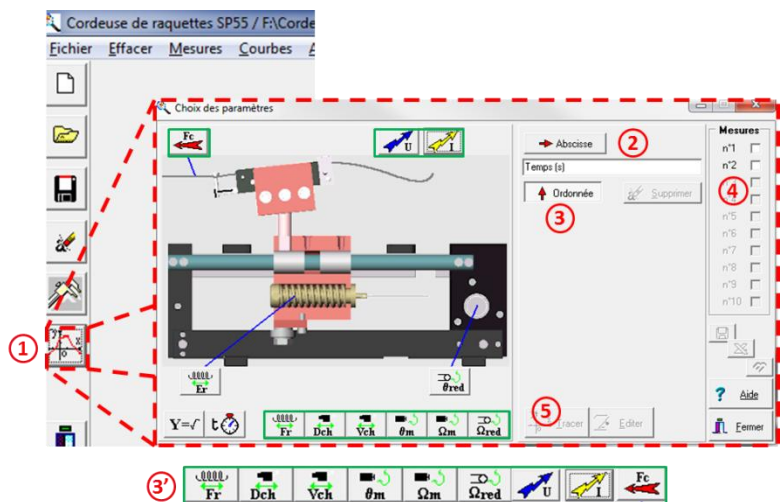 Cordeuse de raquettes SP55 / F:\Corde
Fichier Effacer Mesures Courbes
Choix des paramètres
Fc
U I
Abscisse
2
Temps (s)
Ordonnée
Supprimer
3
Mesures
n°1
n°2
4
n°5
n°6
n°7
n°8
n°9
n°10
1
Er
θred
Y=√ t
Fr Dch Vch θm Ωm Ωred
5
Tracer Editer
? Aide
Fermer
3' Fr Dch Vch θm Ωm Ωred U I Fc